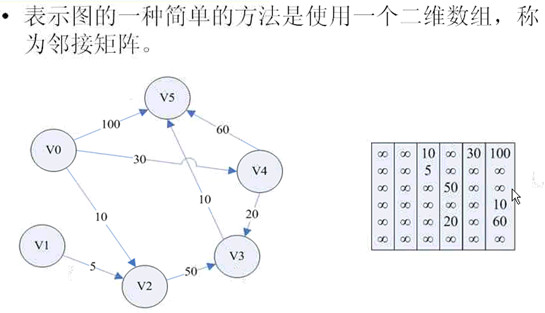 • 表示图的一种简单的方法是使用一个二维数组，称
为邻接矩阵。
V5
100
60
V0
30
V4
10
20
10
V1
V3
5
50
V2
∞ ∞ 10 ∞ 30 100
∞ ∞ 5 ∞ ∞ ∞
∞ ∞ ∞ 50 ∞ ∞
∞ ∞ ∞ ∞ ∞ 10
∞ ∞ ∞ 20 ∞ 60
∞ ∞ ∞ ∞ ∞ ∞